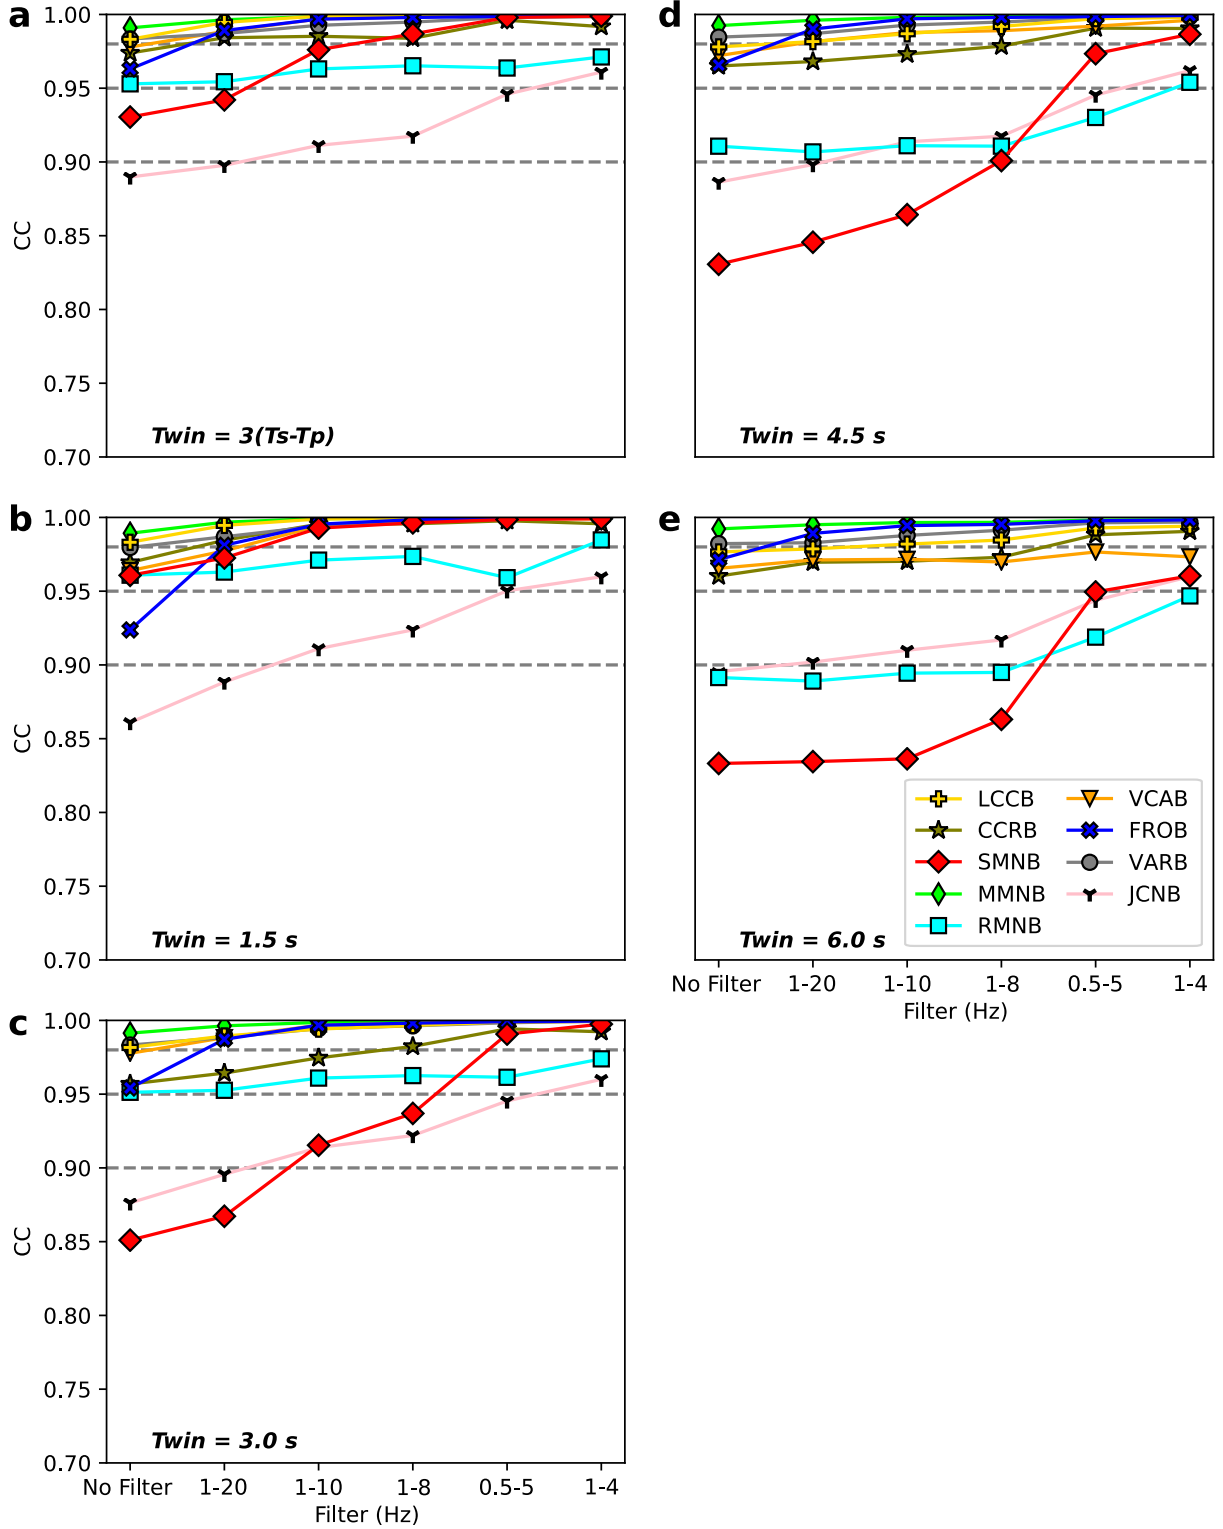 a
1.00
0.95
0.90
0.85
0.80
0.75
0.70
CC
Twin = 3(Ts-Tp)
b
1.00
0.95
0.90
0.85
0.80
0.75
0.70
CC
Twin = 1.5 s
c
1.00
0.95
0.90
0.85
0.80
0.75
0.70
CC
Twin = 3.0 s
No Filter 1-20 1-10 1-8 0.5-5 1-4
Filter (Hz)
d
Twin = 4.5 s
e
LCCB VCAB
CCRB FROB
SMNB VARB
MMNB JCNB
RMNB
Twin = 6.0 s
No Filter 1-20 1-10 1-8 0.5-5 1-4
Filter (Hz)